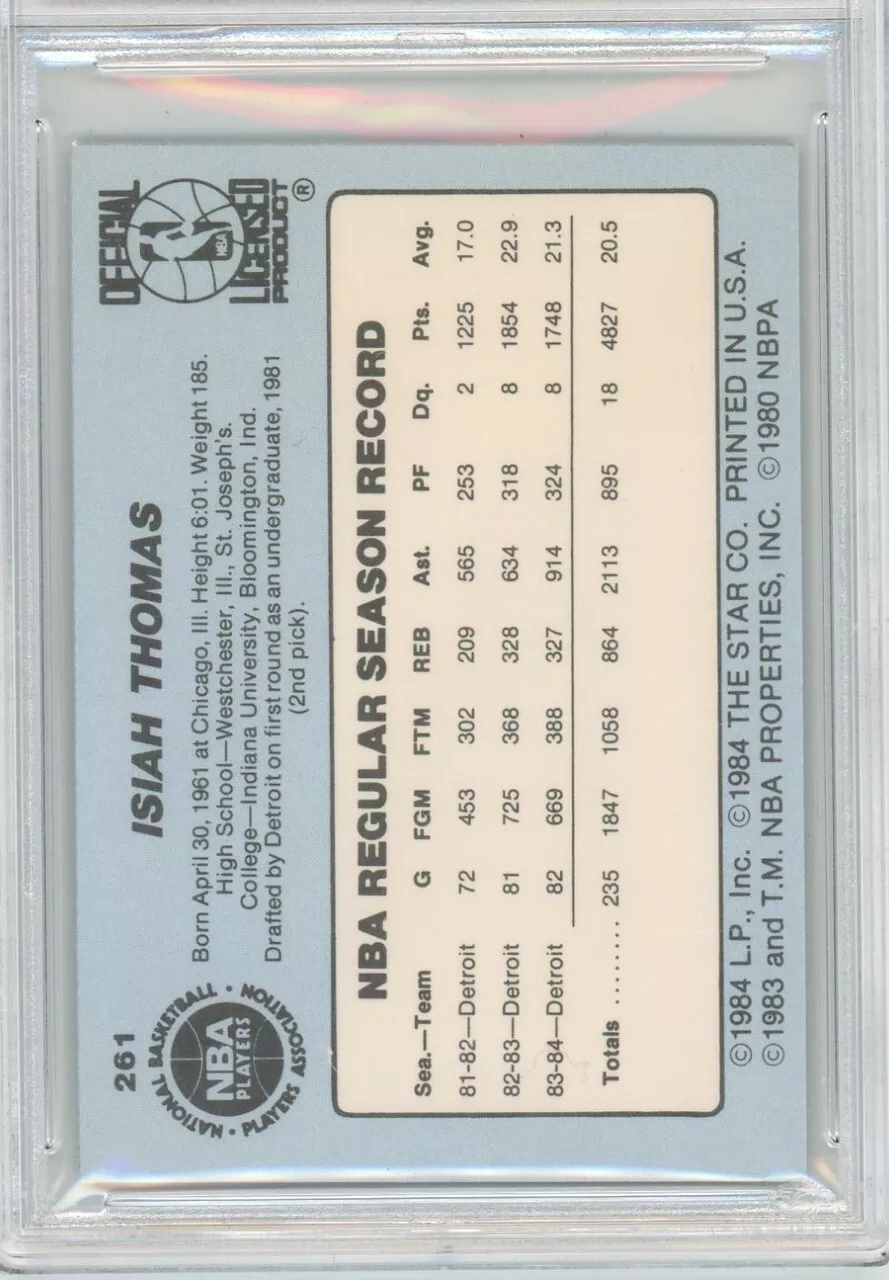 261
ISIAH THOMAS
Born April 30, 1961 at Chicago, Ill. Height 6:01. Weight 185.
High School—Westchester, Ill., St. Joseph's.
College—Indiana University, Bloomington, Ind.
Drafted by Detroit on first round as an undergraduate, 1981
(2nd pick).
NATIONAL BASKETBALL • PLAYERS ASSOCIATION •
NBA
PLAYERS
OFFICIAL
NBA
LICENSED
PRODUCT ®
NBA REGULAR SEASON RECORD
Sea.—Team G FGM FTM REB Ast. PF Dq. Pts. Avg.
81-82—Detroit 72 453 302 209 565 253 2 1225 17.0
82-83—Detroit 81 725 368 328 634 318 8 1854 22.9
83-84—Detroit 82 669 388 327 914 324 8 1748 21.3
Totals ......... 235 1847 1058 864 2113 895 18 4827 20.5
©1984 L.P., Inc. ©1984 THE STAR CO. PRINTED IN U.S.A.
©1983 and T.M. NBA PROPERTIES, INC. ©1980 NBPA